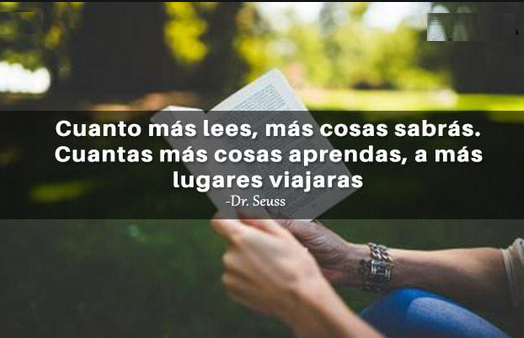 Cuanto más lees, más cosas sabrás.
Cuantas más cosas aprendas, a más
lugares viajaras
-Dr. Seuss